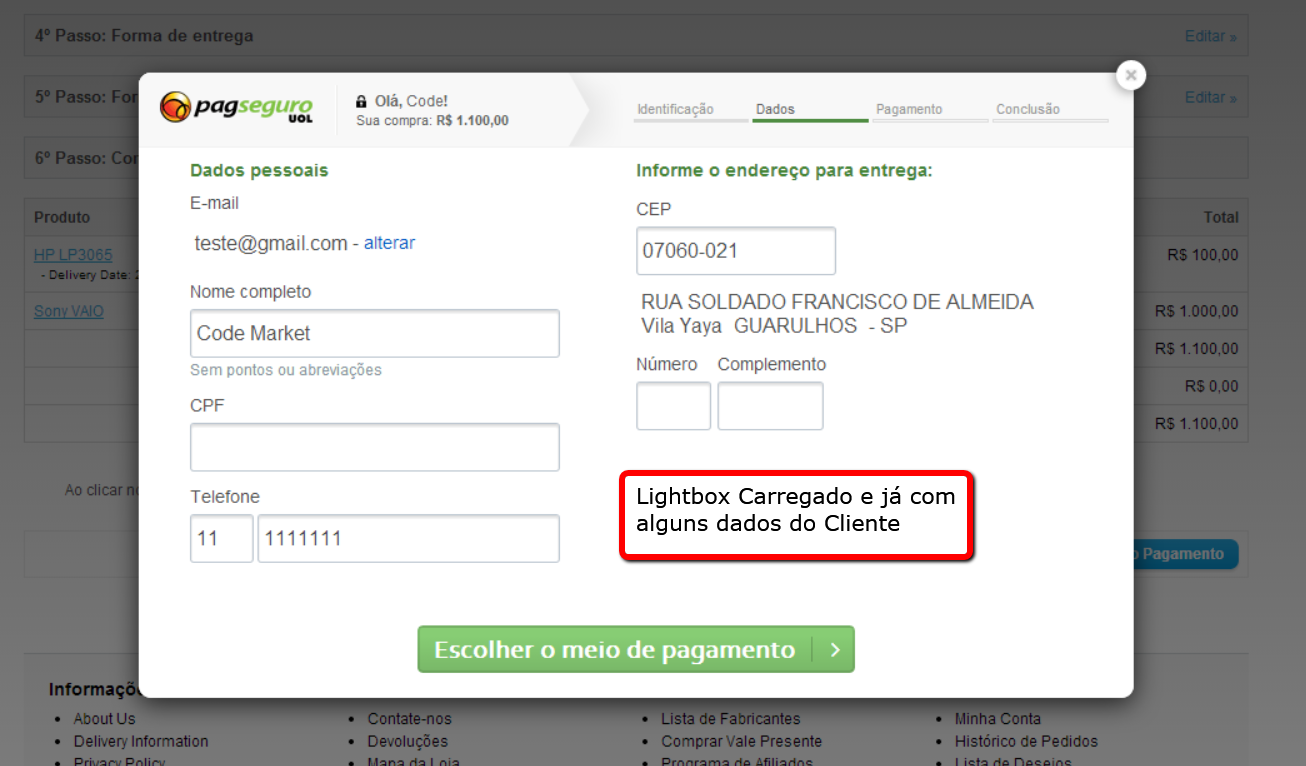 4º Passo: Forma de entrega
Editar »
5º Passo: For
Editar »
6º Passo: Con
pagseguro
UOL
Olá, Code!
Sua compra: R$ 1.100,00
Identificação
Dados
Pagamento
Conclusão
Dados pessoais
E-mail
teste@gmail.com - alterar
Nome completo
Code Market
Sem pontos ou abreviações
CPF
Telefone
11
1111111
Informe o endereço para entrega:
CEP
07060-021
RUA SOLDADO FRANCISCO DE ALMEIDA
Vila Yaya GUARULHOS - SP
Número Complemento
Lightbox Carregado e já com
alguns dados do Cliente
Escolher o meio de pagamento
Produto
Total
HP LP3065
R$ 100,00
- Delivery Date:
Sony VAIO
R$ 1.000,00
R$ 1.100,00
R$ 0,00
R$ 1.100,00
Ao clicar
Pagamento
Informaçõ
About Us
Delivery Information
Privacy Policy
Contate-nos
Devoluções
Mapa da Loja
Lista de Fabricantes
Comprar Vale Presente
Programa de Afiliados
Minha Conta
Histórico de Pedidos
Lista de Desejos